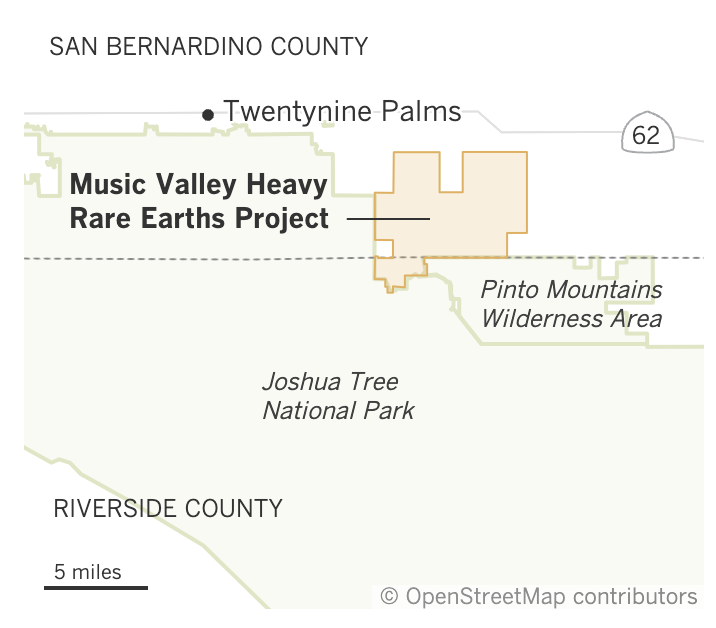 SAN BERNARDINO COUNTY
Twentynine Palms
62
Music Valley Heavy
Rare Earths Project
Pinto Mountains
Wilderness Area
Joshua Tree
National Park
RIVERSIDE COUNTY
5 miles
© OpenStreetMap contributors